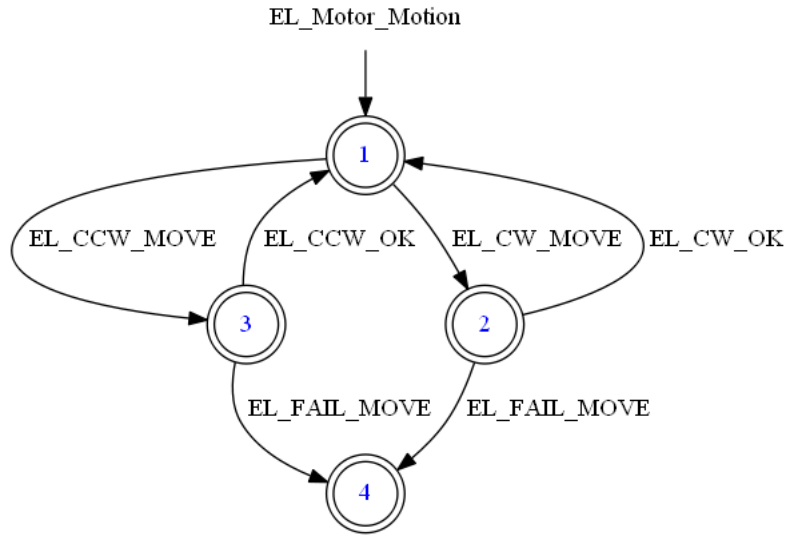 EL_Motor_Motion
1
EL_CCW_MOVE
EL_CCW_OK
EL_CW_MOVE
EL_CW_OK
3
2
EL_FAIL_MOVE
EL_FAIL_MOVE
4